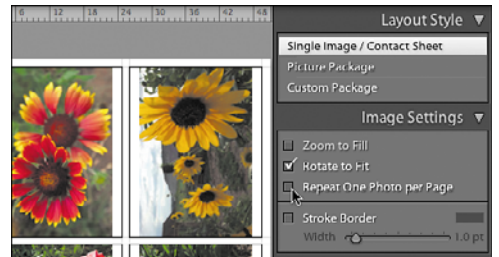 6 12 18 24 30 36 42 48
Layout Style
Single Image / Contact Sheet
Picture Package
Custom Package
Image Settings
Zoom to Fill
Rotate to Fit
Repeat One Photo per Page
Stroke Border
Width 1.0 pt